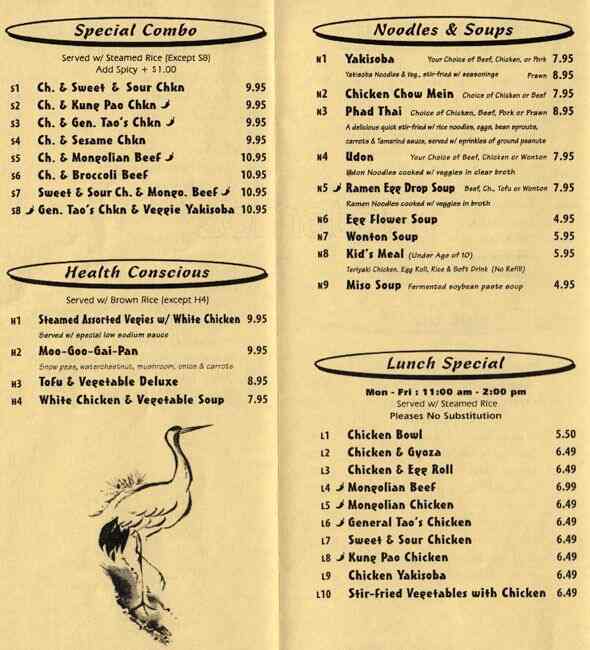 Special Combo
Served w/ Steamed Rice (Except S8)
Add Spicy + $1.00
S1 Ch. & Sweet & Sour Chkn 9.95
S2 Ch. & Kung Pao Chkn 9.95
S3 Ch. & Gen. Tao's Chkn 9.95
S4 Ch. & Sesame Chkn 9.95
S5 Ch. & Mongolian Beef 10.95
S6 Ch. & Broccoli Beef 10.95
S7 Sweet & Sour Ch. & Mongo. Beef 10.95
S8 Gen. Tao's Chkn & Veggie Yakisoba 10.95
Health Conscious
Served w/ Brown Rice (except H4)
H1 Steamed Assorted Vegies w/ White Chicken 9.95
Served w/ special low sodium sauce
H2 Moo-Goo-Gai-Pan 9.95
Snow peas, waterchestnut, mushroom, onion & carrots
H3 Tofu & Vegetable Deluxe 8.95
H4 White Chicken & Vegetable Soup 7.95
Noodles & Soups
N1 Yakisoba Your Choice of Beef, Chicken, or Pork 7.95
Yakisoba Noodles & Veg., stir-fried w/ seasonings Prawn 8.95
N2 Chicken Chow Mein Choice of Chicken or Beef 7.95
N3 Phad Thai Choice of Chicken, Beef, Pork or Prawn 8.95
A delicious quick stir-fried w/ rice noodles, eggs, bean sprouts,
carrots & Tamarind sauce, served w/ sprinkles of ground peanuts
N4 Udon Your Choice of Beef, Chicken or Wonton 7.95
Udon Noodles cooked w/ veggies in clear broth
N5 Ramen Egg Drop Soup Beef, Ch., Tofu or Wonton 7.95
Ramen Noodles cooked w/ veggies in broth
N6 Egg Flower Soup 4.95
N7 Wonton Soup 5.95
N8 Kid's Meal (Under Age of 10) 5.95
Teriyaki Chicken, Egg Roll, Rice & Soft Drink (No Refill)
N9 Miso Soup Fermented soybean paste soup 4.95
Lunch Special
Mon - Fri : 11:00 am - 2:00 pm
Served w/ Steamed Rice
Pleases No Substitution
L1 Chicken Bowl 5.50
L2 Chicken & Gyoza 6.49
L3 Chicken & Egg Roll 6.49
L4 Mongolian Beef 6.99
L5 Mongolian Chicken 6.49
L6 General Tao's Chicken 6.49
L7 Sweet & Sour Chicken 6.49
L8 Kung Pao Chicken 6.49
L9 Chicken Yakisoba 6.49
L10 Stir-Fried Vegetables with Chicken 6.49